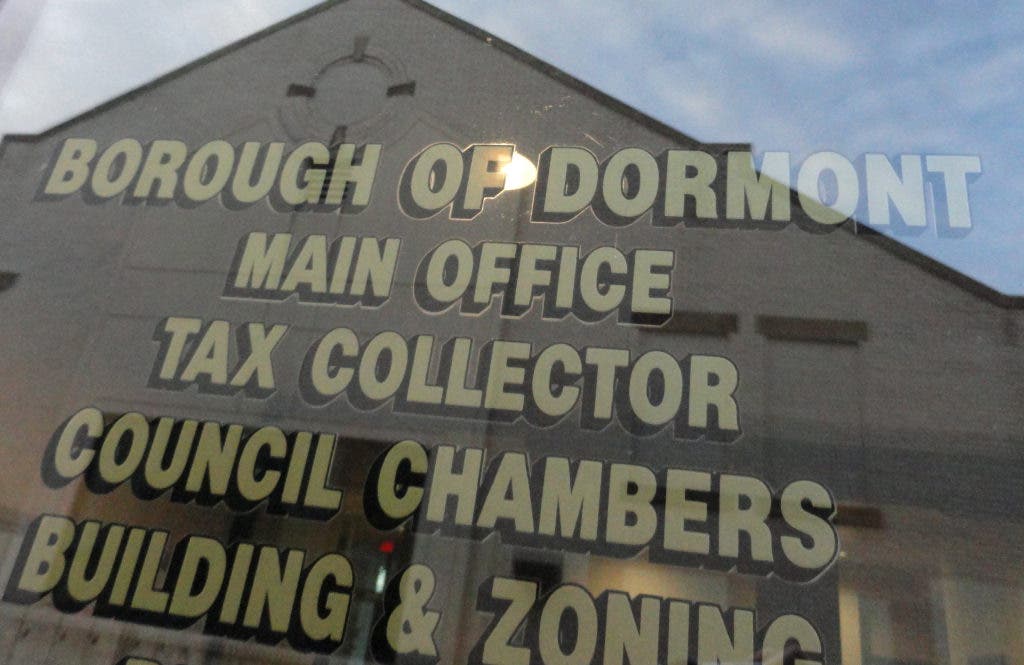 BOROUGH OF DORMONT
MAIN OFFICE
TAX COLLECTOR
COUNCIL CHAMBERS
BUILDING & ZONING